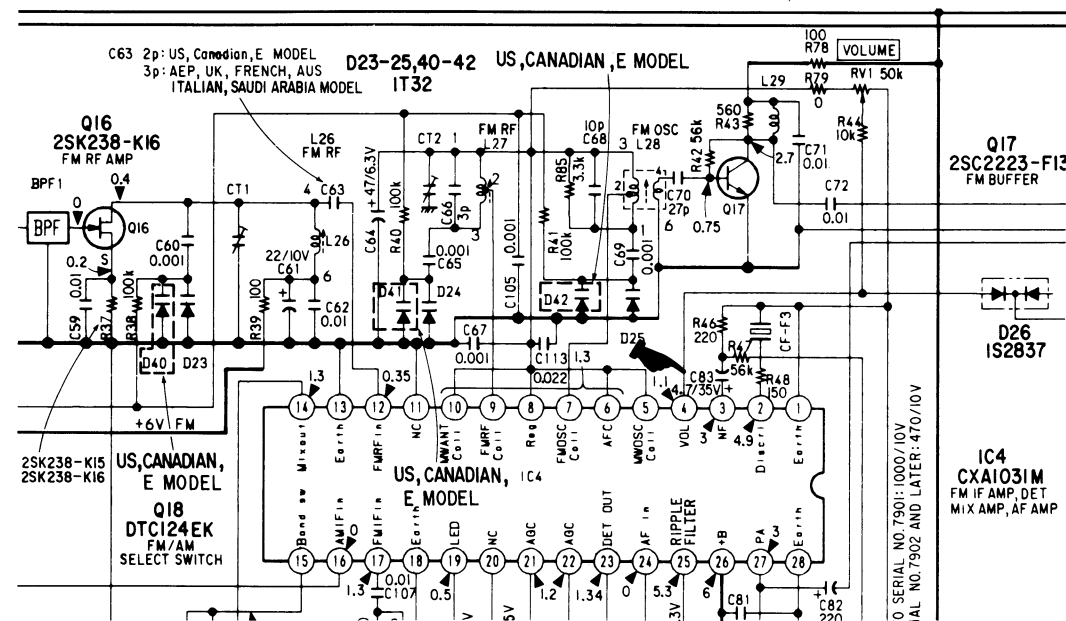 C63 2p: US, Canadian, E MODEL
3p: AEP, UK, FRENCH, AUS
ITALIAN, SAUDI ARABIA MODEL
D23-25,40-42
1T32
US, CANADIAN, E MODEL
100
R78
R79
0
VOLUME
RV1 50k
L29
560
R43
R44
10k
C71
0.01
2.7
Q17
2SC2223-F13
FM BUFFER
Q16
2SK238-K16
FM RF AMP
BPF1
BPF
0
0.4
Q16
0.2
S
L26
FM RF
CT1
4
C63
L26
6
C60
0.001
22/10V
C61
C62
0.01
C59
0.01
R37
R38
100k
D40
D23
R39
100
+47/6.3V
C64
R40
100k
CT2
1
C66
3p
FM RF
L27
2
3
0.001
C65
D41
D24
C67
0.001
C105
0.001
10p
C68
R85
3.3k
R41
100k
FM OSC
L28
3
4
2
1
6
C69
0.001
D42
D25
C70
27p
R42 56k
0.75
Q17
C72
0.01
C113
0.022
1.3
1.1
R46
220
R47
56k
C83
4.7/35V +
CF-F3
R48
150
D26
1S2837
+6V FM
2SK238-K15
2SK238-K16
US, CANADIAN,
E MODEL
US, CANADIAN,
E MODEL
IC4
1.3
0.35
3
4.9
14
13
12
11
10
9
8
7
6
5
4
3
2
1
Mixout
Earth
FMRFin
NC
MWANT
Coil
FMRF
Coil
Reg
FMOSC
Coil
AFC
MWOSC
Coil
VOL
NF
Discri
Earth
Q18
DTC124EK
FM/AM
SELECT SWITCH
Band sw
AM1Fin
FM1Fin
Earth
LED
NC
AGC
AGC
DET OUT
AF in
RIPPLE
FILTER
+B
PA
Earth
15
16
17
18
19
20
21
22
23
24
25
26
27
28
0
1.3
0.01
C107
0.5
1.2
1.34
0
5.3
6
3
C81
C82
220
IC4
CXA1031M
FM IF AMP, DET
MIX AMP, AF AMP
O SERIAL NO. 7901: 1000/10V
IAL NO. 7902 AND LATER: 470/10V